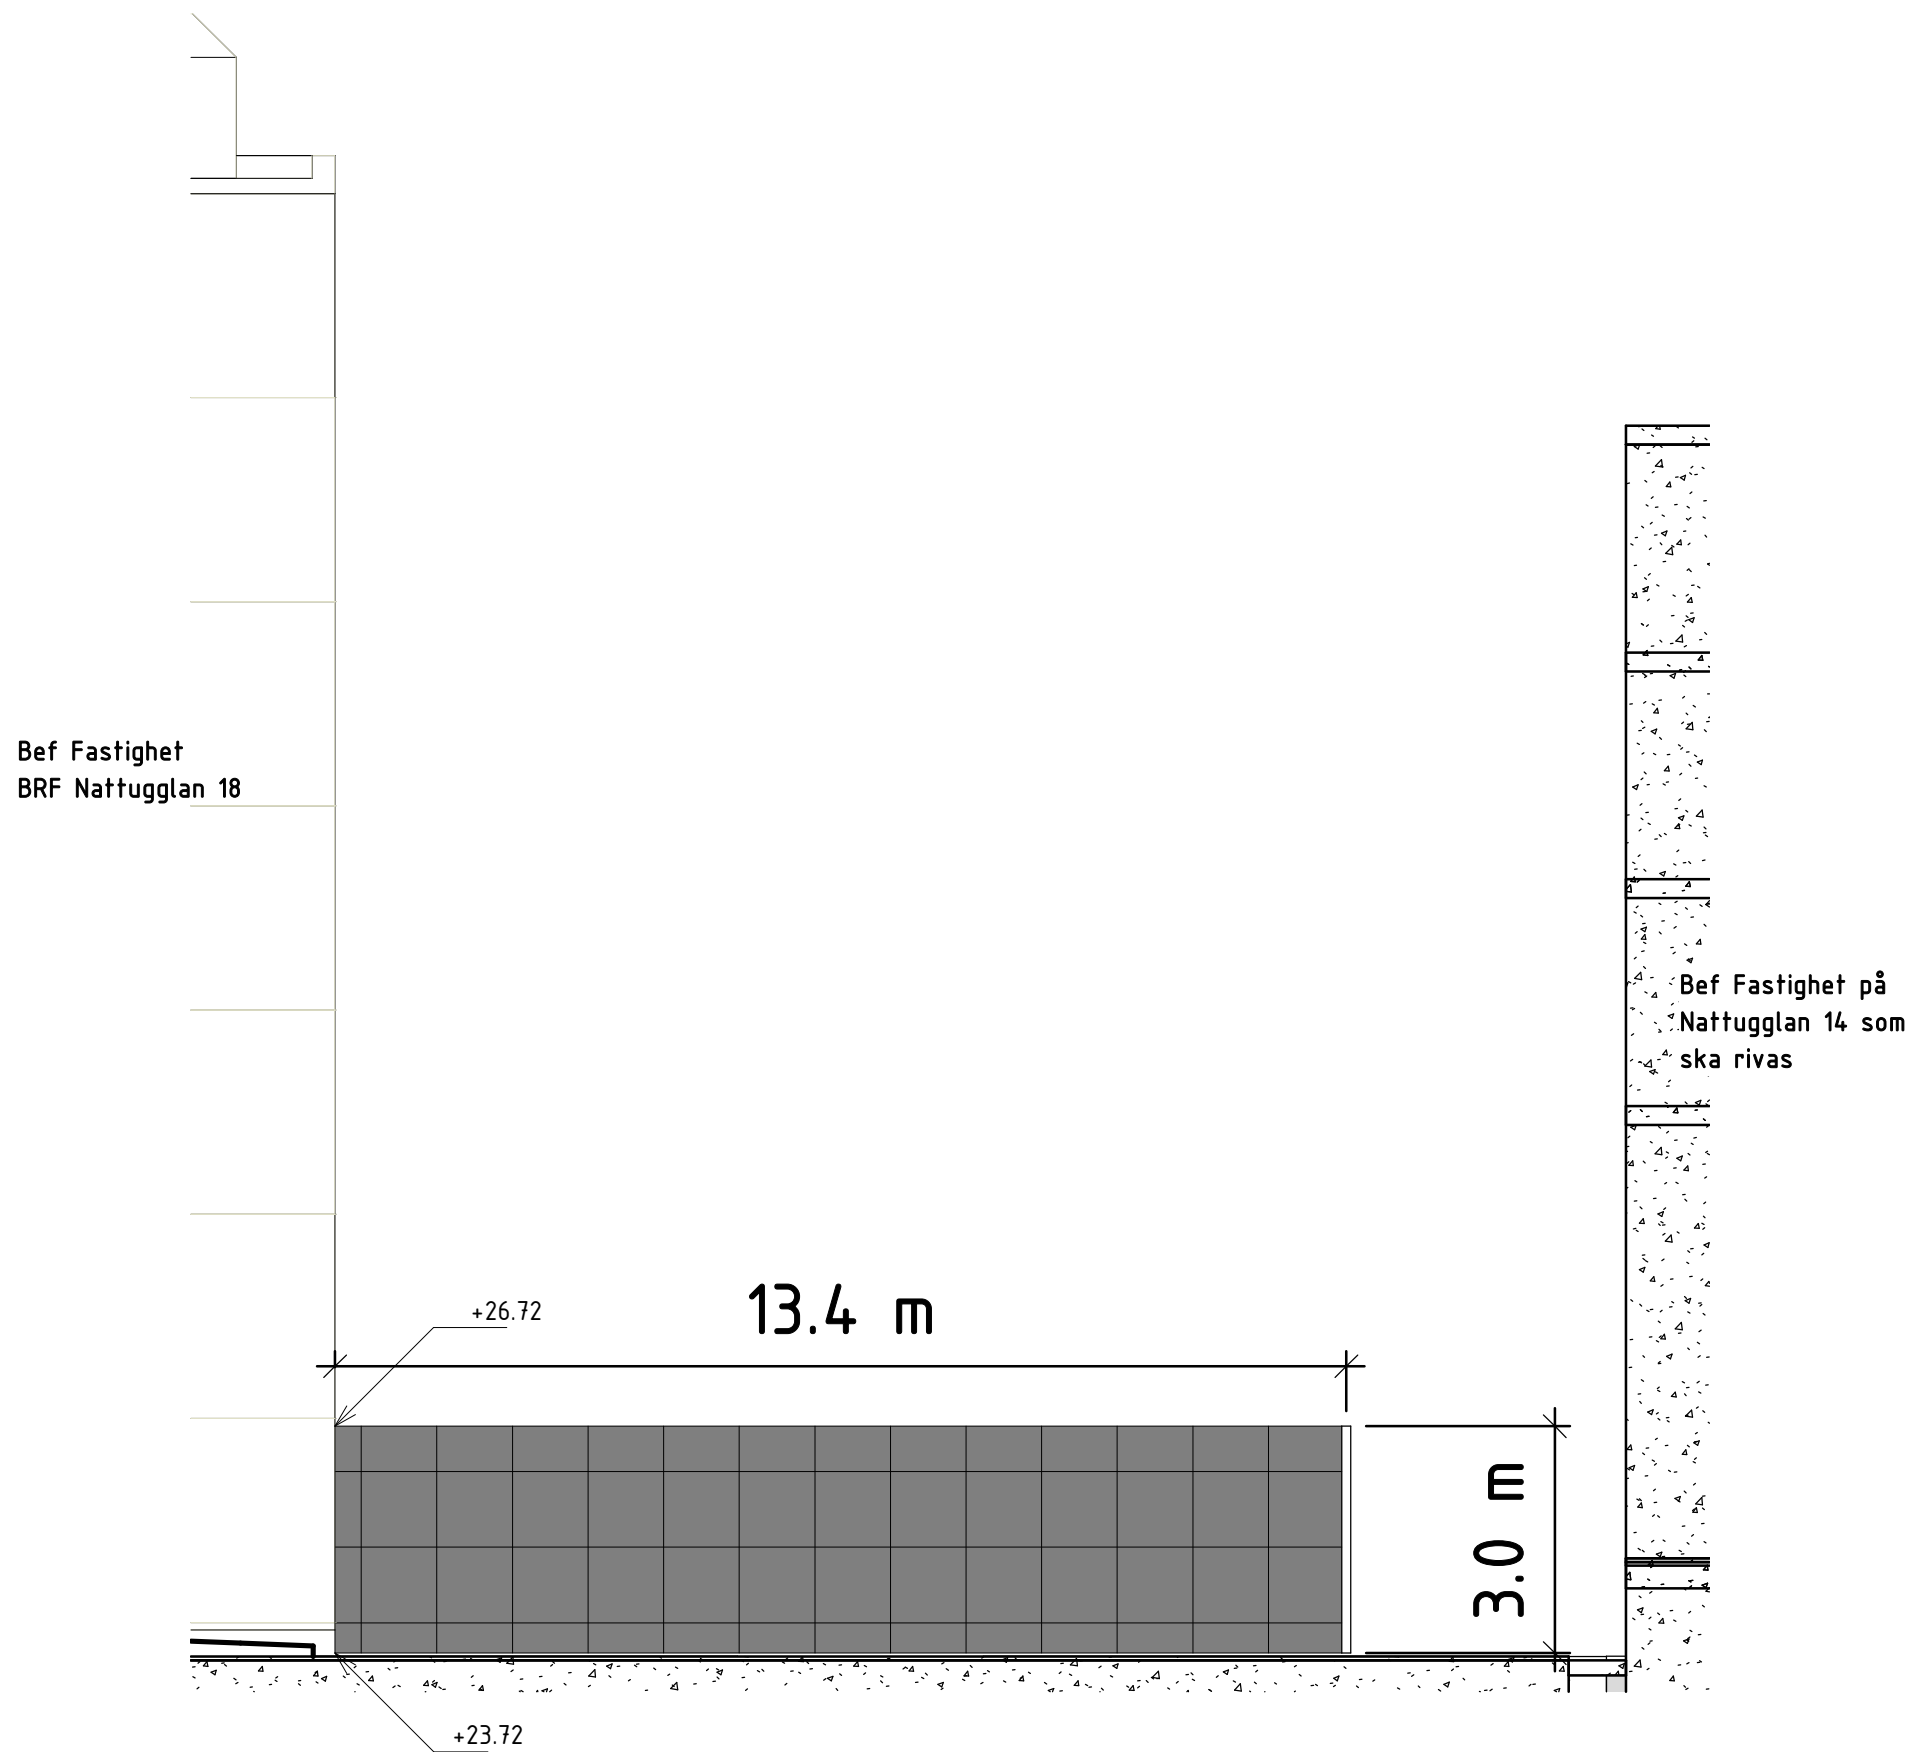 Bef Fastighet
BRF Nattugglan 18
Bef Fastighet på
Nattugglan 14 som
ska rivas
13.4 m
+26.72
3.0 m
+23.72